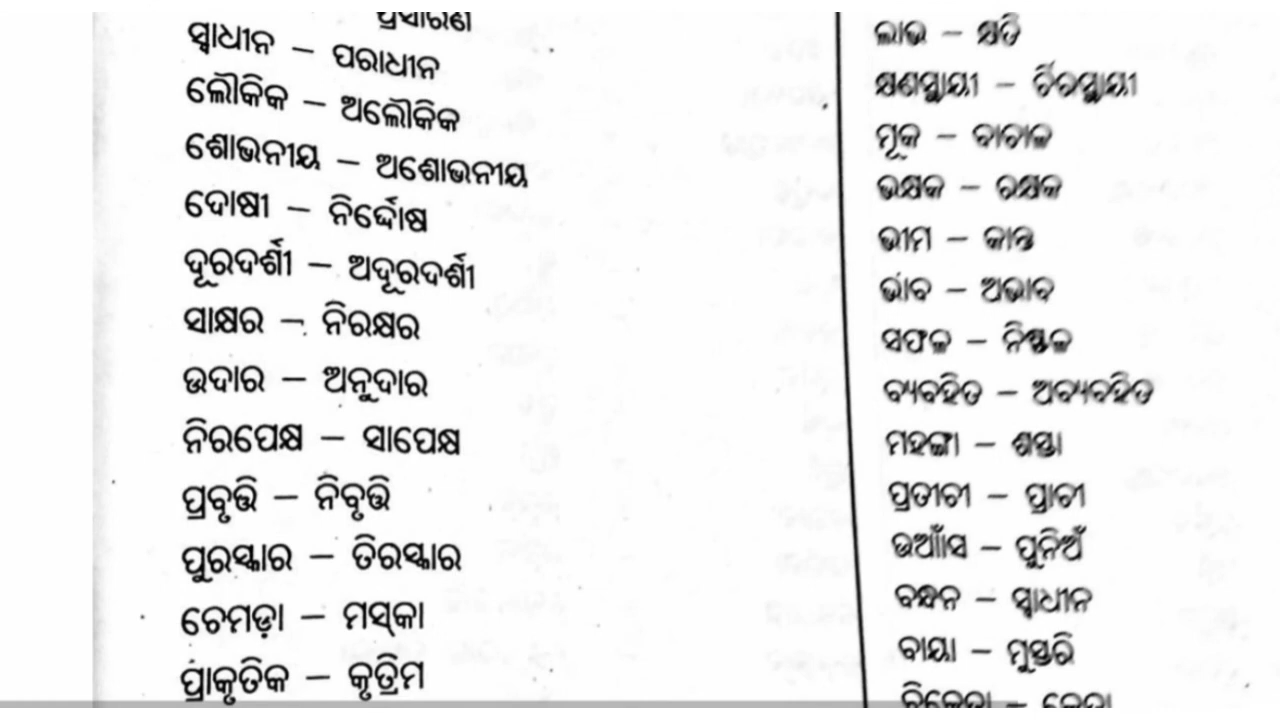 ପ୍ରସାରଣ
ସ୍ୱାଧୀନ – ପରାଧୀନ
ଲୌକିକ – ଅଲୌକିକ
ଶୋଭନୀୟ – ଅଶୋଭନୀୟ
ଦୋଷୀ – ନିର୍ଦ୍ଦୋଷ
ଦୂରଦର୍ଶୀ – ଅଦୂରଦର୍ଶୀ
ସାକ୍ଷର – ନିରକ୍ଷର
ଉଦାର – ଅନୁଦାର
ନିରପେକ୍ଷ – ସାପେକ୍ଷ
ପ୍ରବୃତ୍ତି – ନିବୃତ୍ତି
ପୁରସ୍କାର – ତିରସ୍କାର
ଚେମଡ଼ା – ମସ୍‌କା
ପ୍ରାକୃତିକ – କୃତ୍ରିମ
ଲାଭ – କ୍ଷତି
କ୍ଷଣସ୍ଥାୟୀ – ଚିରସ୍ଥାୟୀ
ମୂକ – ବାଚାଳ
ଭକ୍ଷକ – ରକ୍ଷକ
ଭୀମ – କାନ୍ତ
ଭାବ – ଅଭାବ
ସଫଳ – ନିଷ୍ଫଳ
ବ୍ୟବହିତ – ଅବ୍ୟବହିତ
ମହଙ୍ଗା – ଶସ୍ତା
ପ୍ରତୀଚୀ – ପ୍ରାଚୀ
ଉଆଁସ – ପୁନିଅଁ
ବନ୍ଧନ – ସ୍ୱାଧୀନ
ବାୟା –